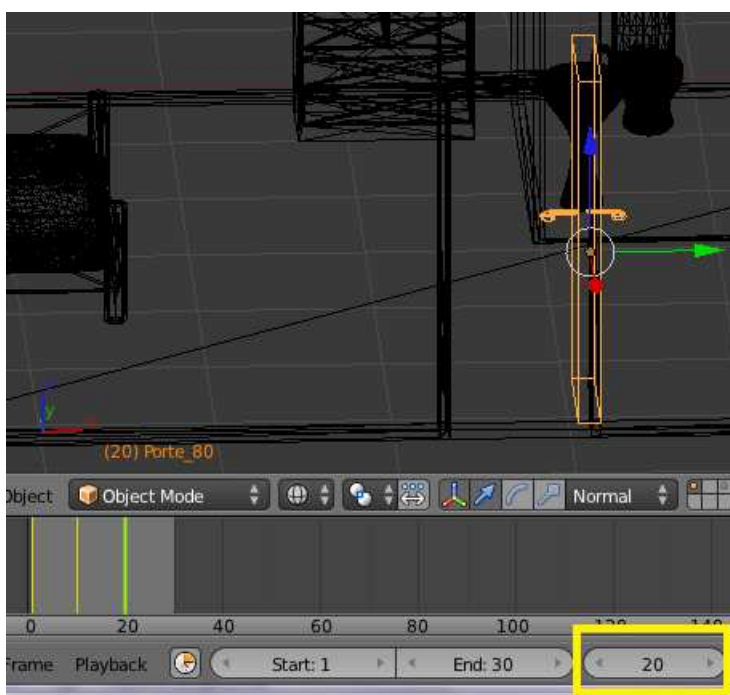 y
(20) Porte_80
Object Object Mode Normal
0 20 40 60 80 100 120 140
Frame Playback Start: 1 End: 30 20